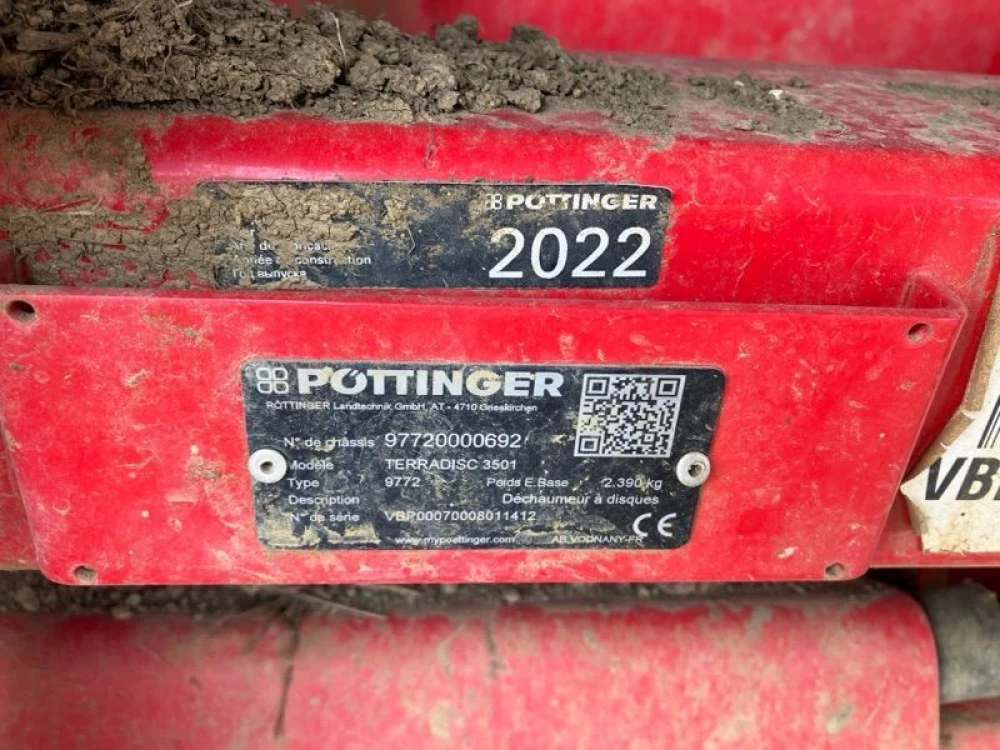 PÖTTINGER
2022
construction
Год выпуска
PÖTTINGER
PÖTTINGER Landtechnik GmbH, AT - 4710 Grieskirchen
N° de châssis 97720000692
Modèle TERRADISC 3501
Type 9772 Poids E.Base 2.390 kg
Description Déchaumeur à disques
N° de série VBP00070008011412
www.mypoettinger.com AB VODNANY-FR
CE
VB